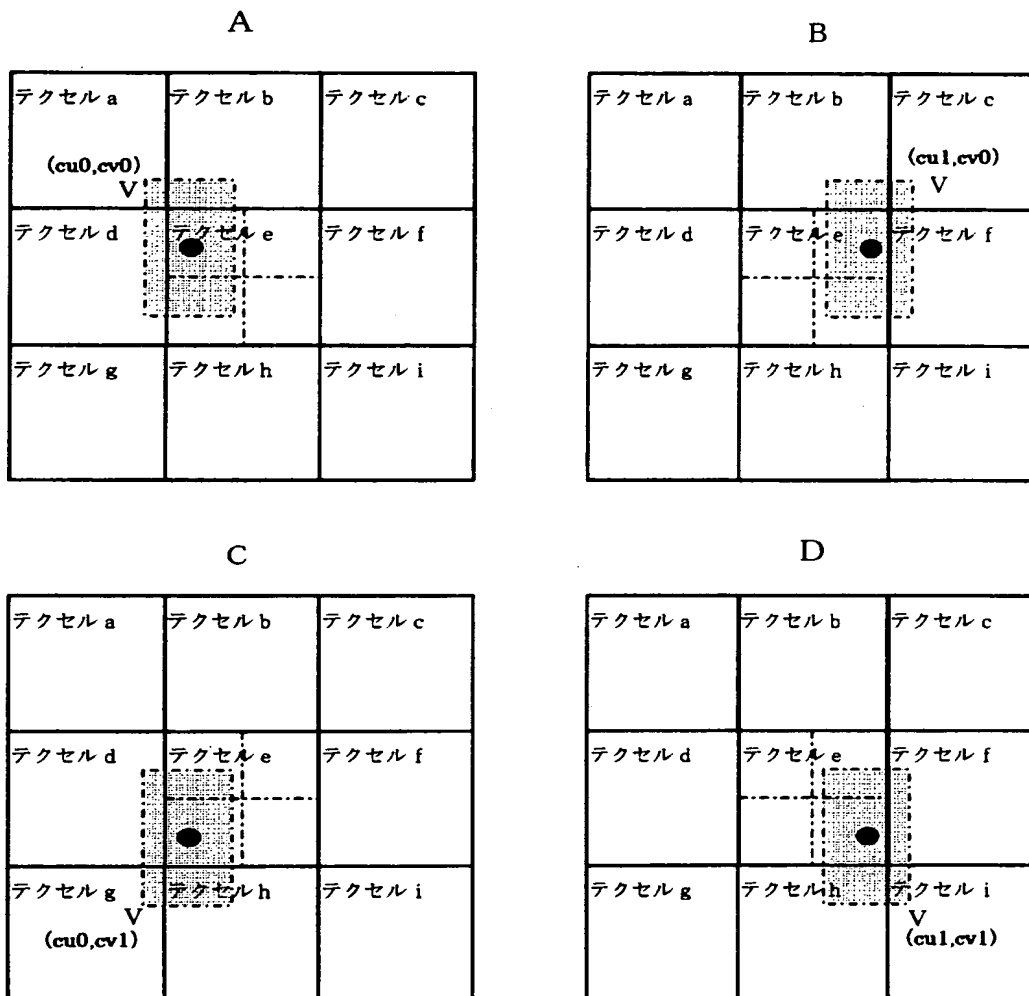 A
テクセル a テクセル b テクセル c
(cu0,cv0)
V
テクセル d テクセル e テクセル f
テクセル g テクセル h テクセル i
B
テクセル a テクセル b テクセル c
(cu1,cv0)
V
テクセル d テクセル e テクセル f
テクセル g テクセル h テクセル i
C
テクセル a テクセル b テクセル c
テクセル d テクセル e テクセル f
テクセル g テクセル h テクセル i
V
(cu0,cv1)
D
テクセル a テクセル b テクセル c
テクセル d テクセル e テクセル f
テクセル g テクセル h テクセル i
V
(cu1,cv1)